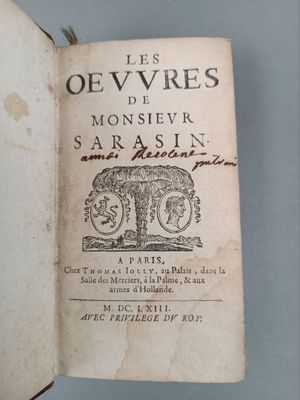 LES
OEVVRES
DE
MONSIEVR
SARASIN.
A PARIS,
Chez THOMAS IOLLY, au Palais, dans la
Salle des Merciers, à la Palme, & aux
armes d'Hollande.
M. DC. LXIII.
AVEC PRIVILEGE DV ROY.